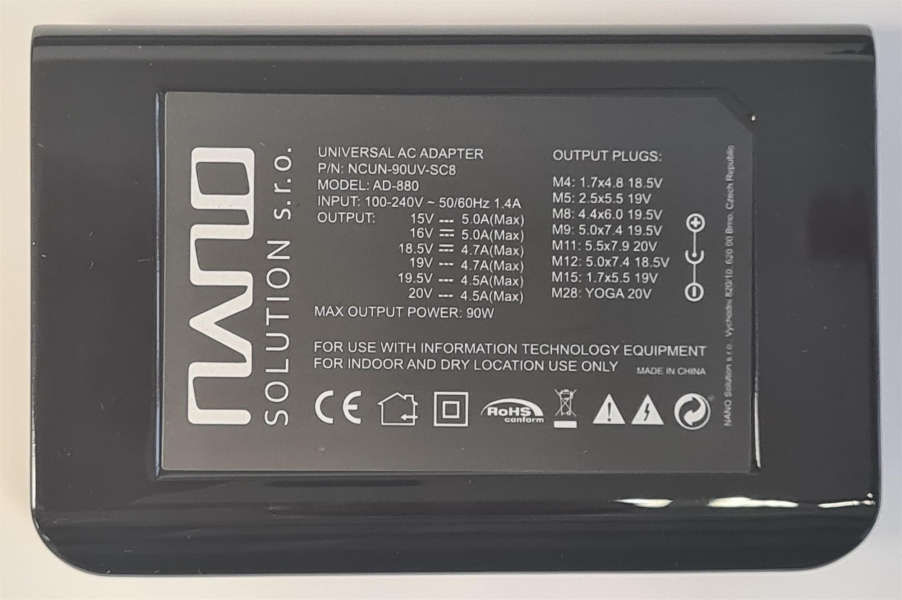 NANO
SOLUTION s.r.o.
UNIVERSAL AC ADAPTER
P/N: NCUN-90UV-SC8
MODEL: AD-880
INPUT: 100-240V ~ 50/60Hz 1.4A
OUTPUT: 15V ⎓ 5.0A(Max)
16V ⎓ 5.0A(Max)
18.5V ⎓ 4.7A(Max)
19V ⎓ 4.7A(Max)
19.5V ⎓ 4.5A(Max)
20V ⎓ 4.5A(Max)
MAX OUTPUT POWER: 90W
OUTPUT PLUGS:
M4: 1.7x4.8 18.5V
M5: 2.5x5.5 19V
M8: 4.4x6.0 19.5V
M9: 5.0x7.4 19.5V
M11: 5.5x7.9 20V
M12: 5.0x7.4 18.5V
M15: 1.7x5.5 19V
M28: YOGA 20V
FOR USE WITH INFORMATION TECHNOLOGY EQUIPMENT
FOR INDOOR AND DRY LOCATION USE ONLY
MADE IN CHINA
CE
RoHS
conform
NANO Solution s.r.o., Východní 620/10, 620 00 Brno, Czech Republic